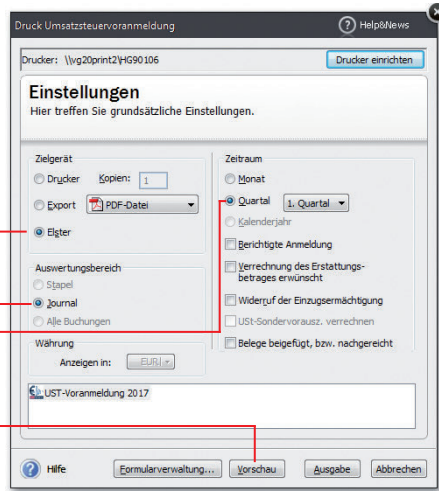 Druck Umsatzsteuervoranmeldung
Help&News
Drucker: \\vg20print2\HG90106
Drucker einrichten
Einstellungen
Hier treffen Sie grundsätzliche Einstellungen.
Zielgerät
Drucker Kopien: 1
Export PDF-Datei
Elster
Auswertungsbereich
Stapel
Journal
Alle Buchungen
Währung
Anzeigen in: EUR
Zeitraum
Monat
Quartal 1. Quartal
Kalenderjahr
Berichtigte Anmeldung
Verrechnung des Erstattungs-
betrages erwünscht
Widerruf der Einzugsermächtigung
USt-Sondervorausz. verrechnen
Belege beigefügt, bzw. nachgereicht
UST-Voranmeldung 2017
Hilfe
Formularverwaltung...
Vorschau
Ausgabe
Abbrechen